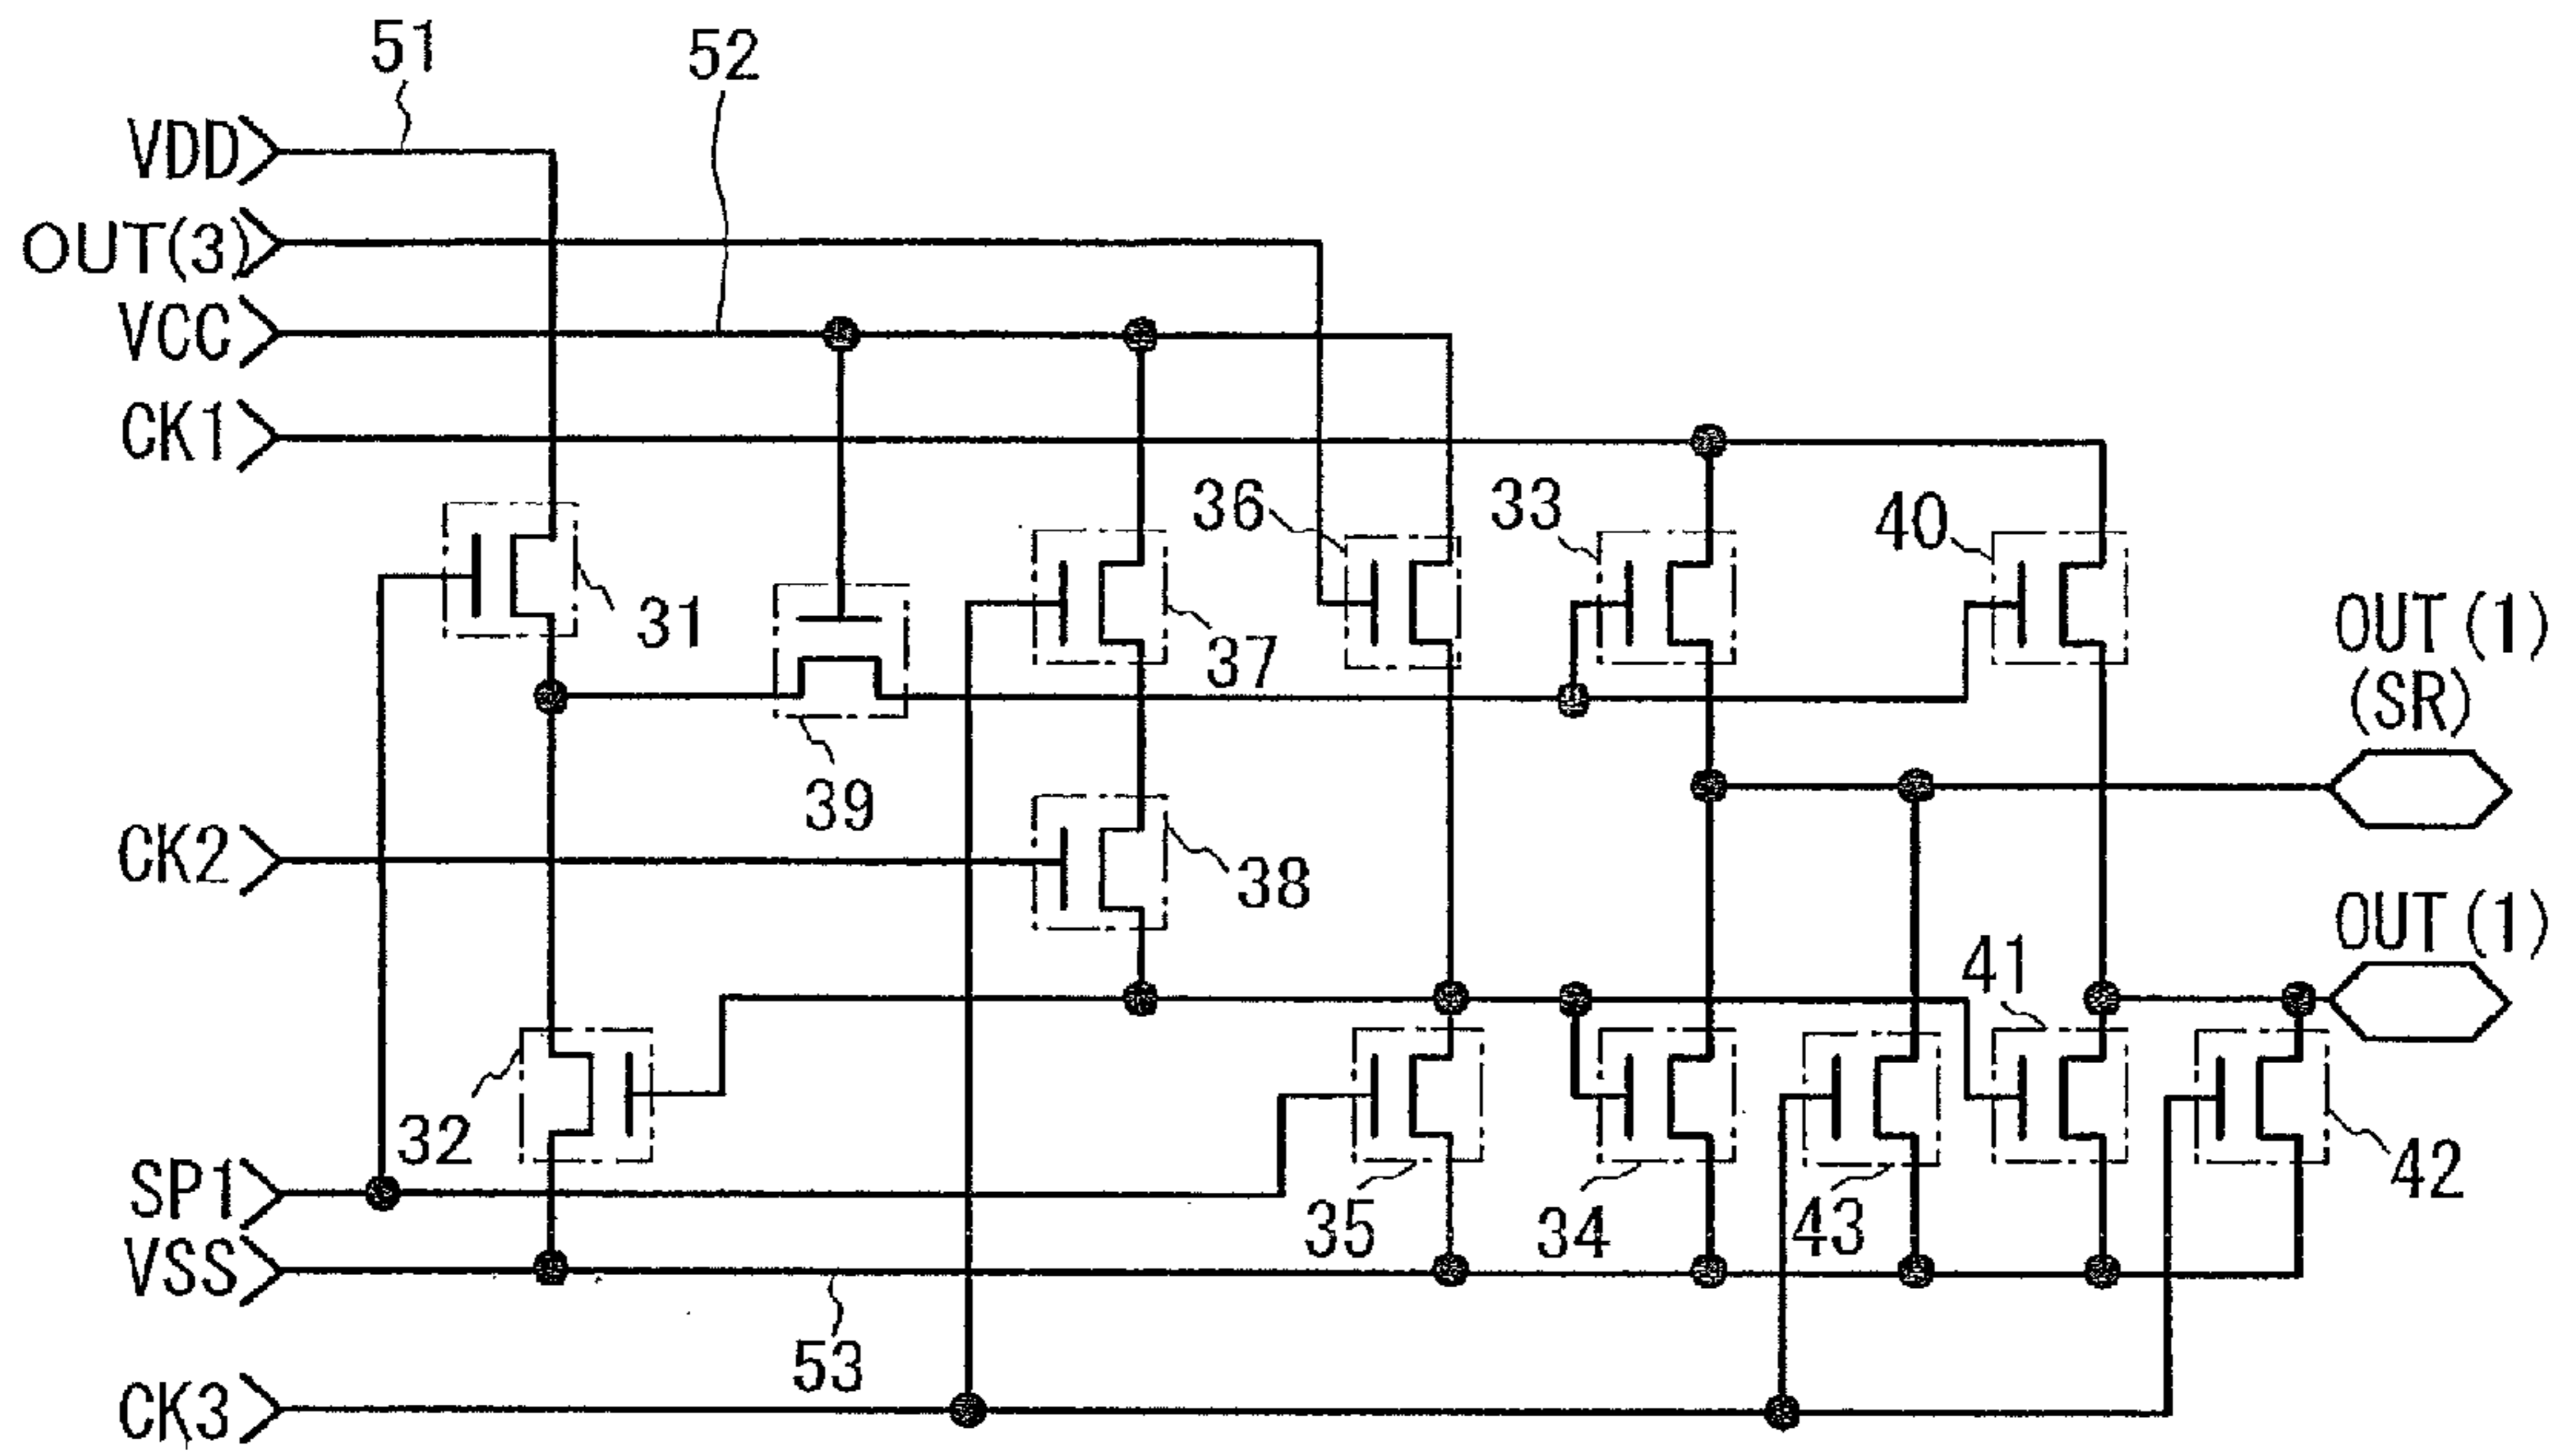 51
52
VDD
OUT(3)
VCC
CK1
36
33
40
31
37
OUT(1)
(SR)
39
CK2
38
OUT(1)
41
32
SP1
35
34
43
42
VSS
53
CK3